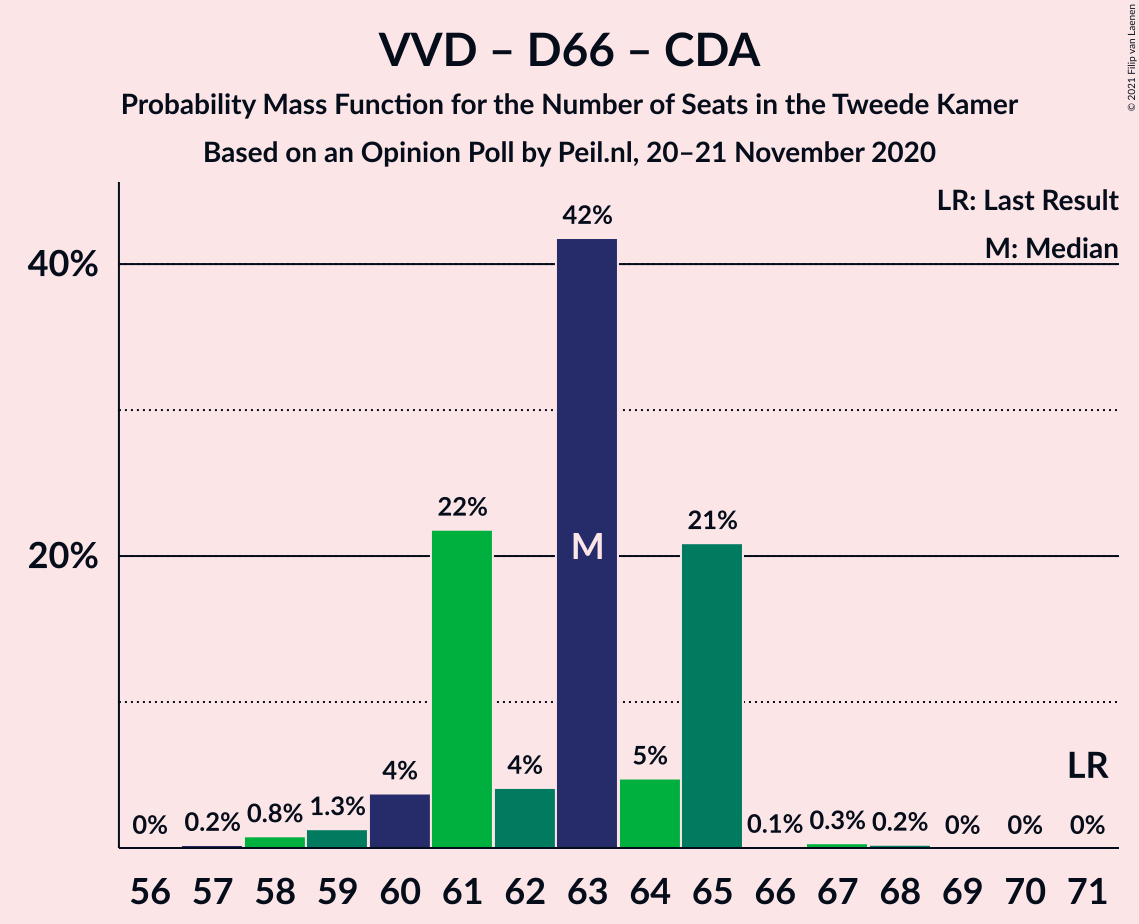 VVD – D66 – CDA
Probability Mass Function for the Number of Seats in the Tweede Kamer
Based on an Opinion Poll by Peil.nl, 20–21 November 2020
© 2021 Filip van Laenen
LR: Last Result
M: Median
40%
20%
0%
0.2%
0.8%
1.3%
4%
22%
4%
42%
M
5%
21%
0.1%
0.3%
0.2%
0%
0%
0%
LR
56 57 58 59 60 61 62 63 64 65 66 67 68 69 70 71